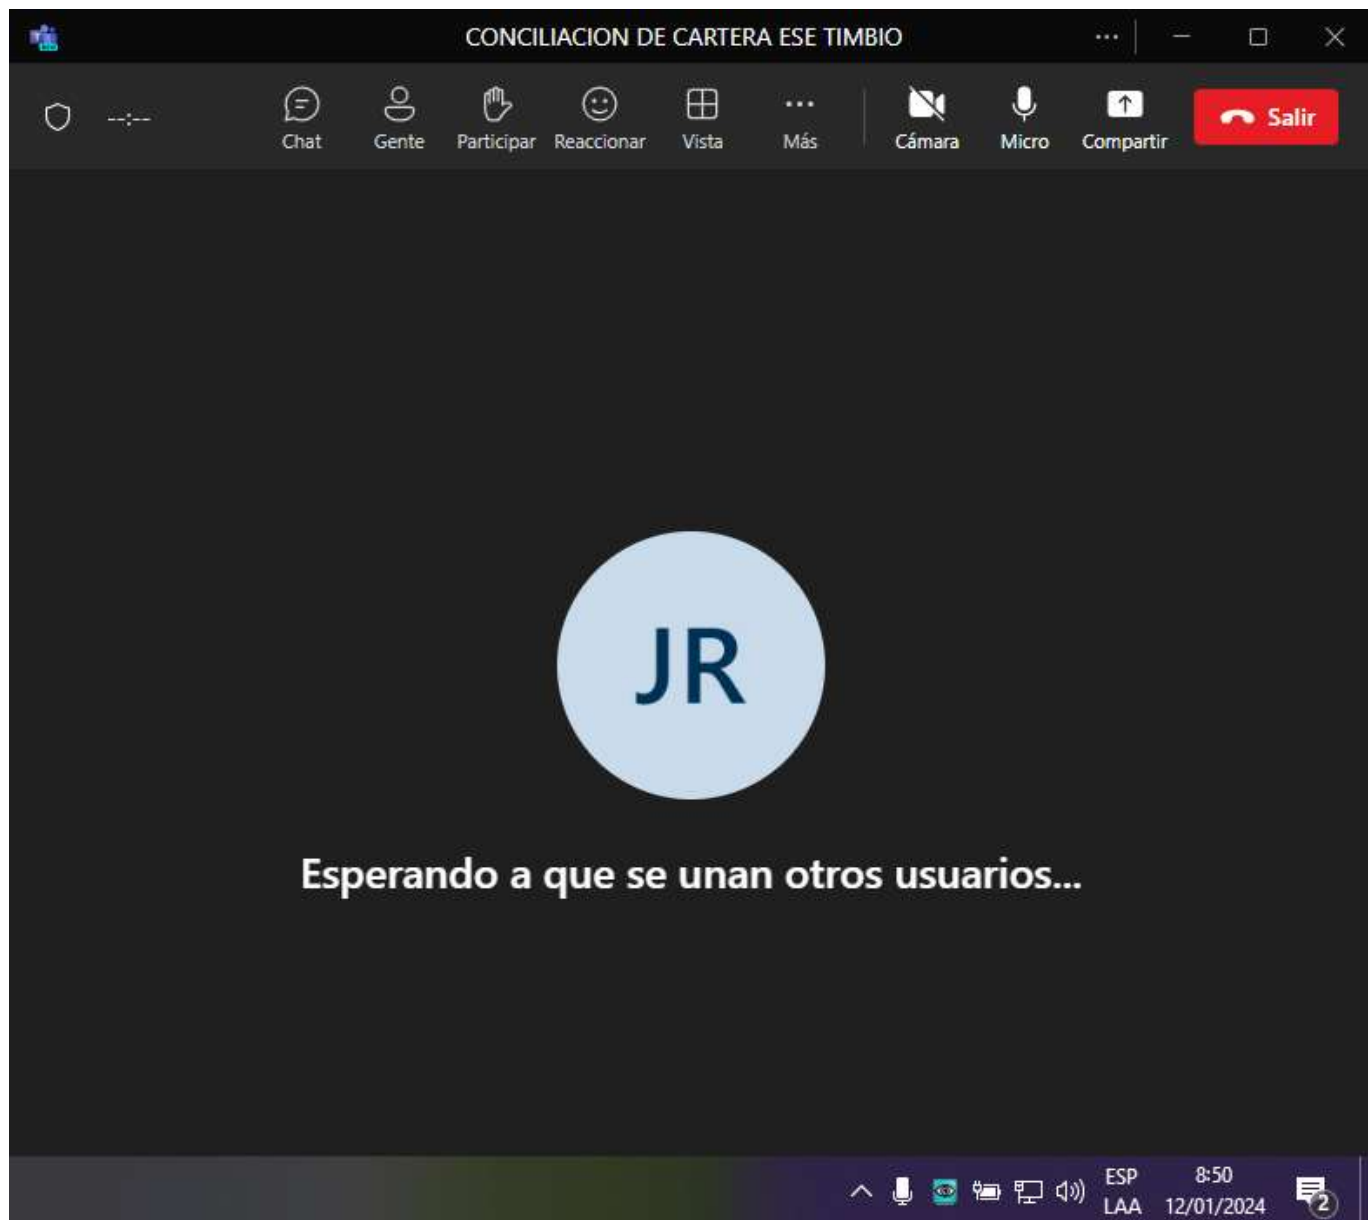 CONCILIACION DE CARTERA ESE TIMBIO
--:--
Chat
Gente
Participar
Reaccionar
Vista
Más
Cámara
Micro
Compartir
Salir
JR
Esperando a que se unan otros usuarios...
ESP
LAA
8:50
12/01/2024
2